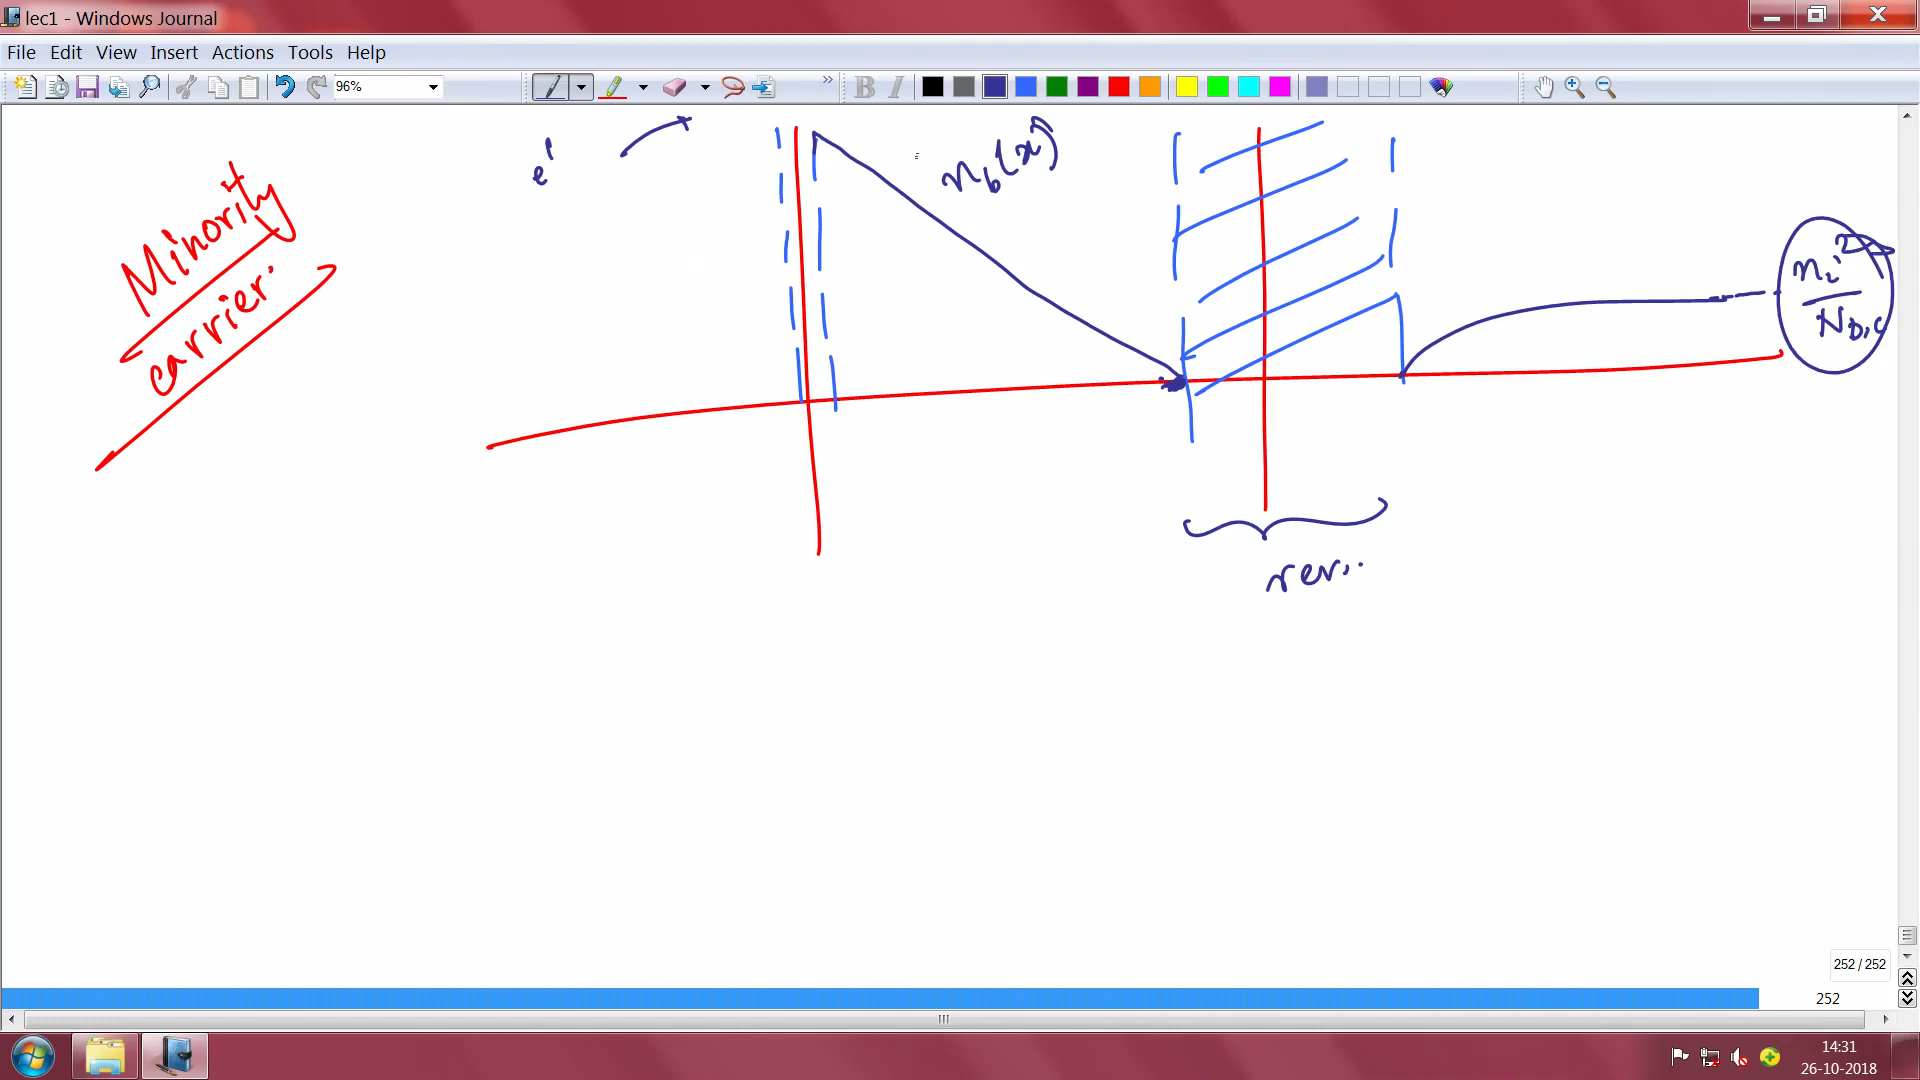 lec1 - Windows Journal
File Edit View Insert Actions Tools Help
96%
B I
Minority
carrier.
n_b(x)
n_i^2
N_D,C
rev.
252 / 252
252
14:31
26-10-2018